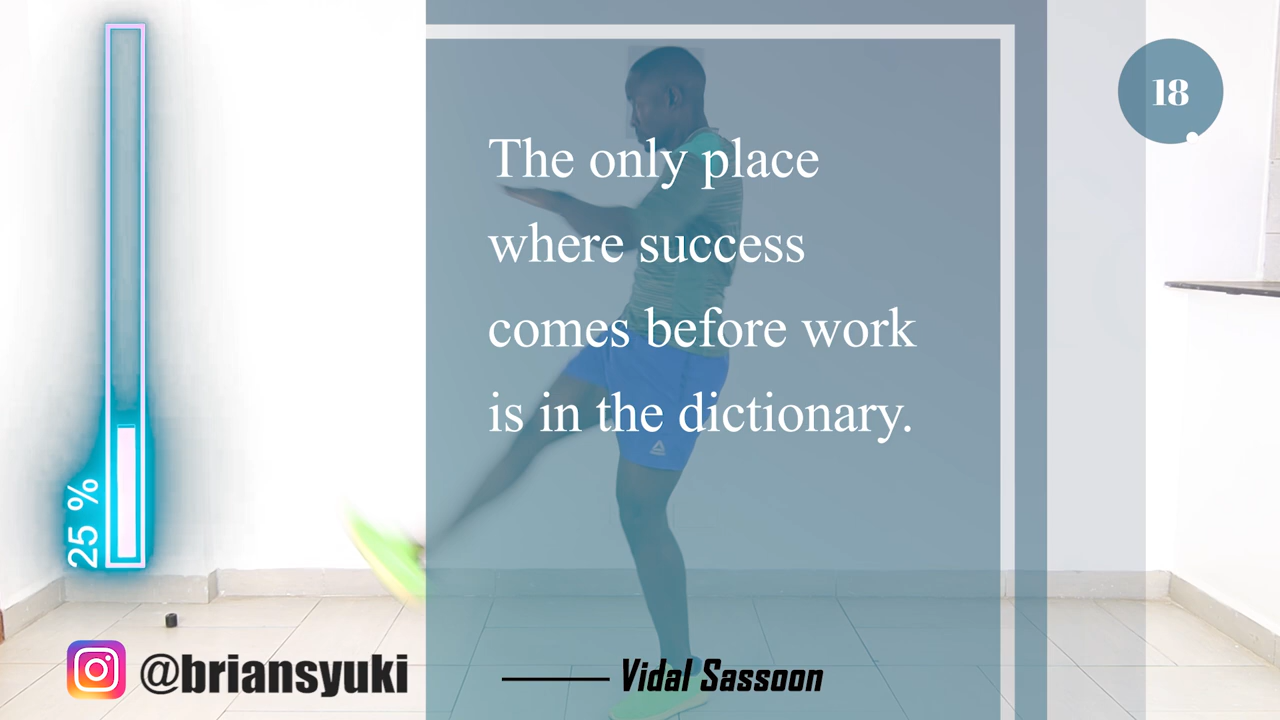 18
The only place
where success
comes before work
is in the dictionary.
25 %
@briansyuki
Vidal Sassoon